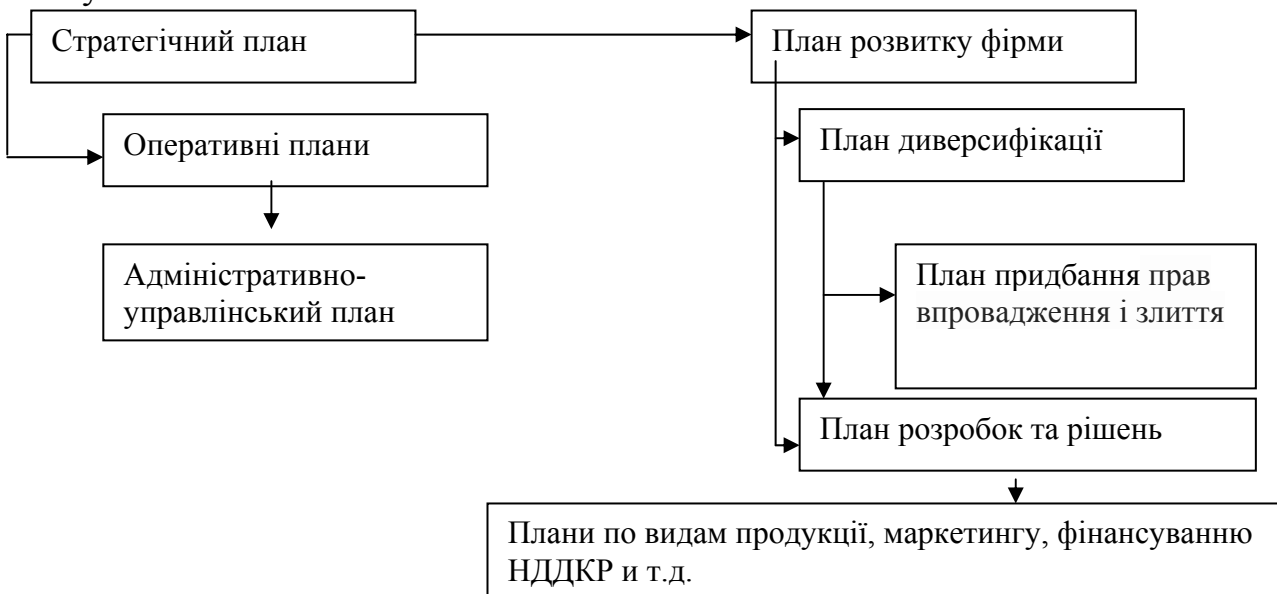 Стратегічний план
План розвитку фірми
Оперативні плани
План диверсифікації
Адміністративно-
управлінський план
План придбання прав
впровадження і злиття
План розробок та рішень
Плани по видам продукції, маркетингу, фінансуванню
НДДКР и т.д.